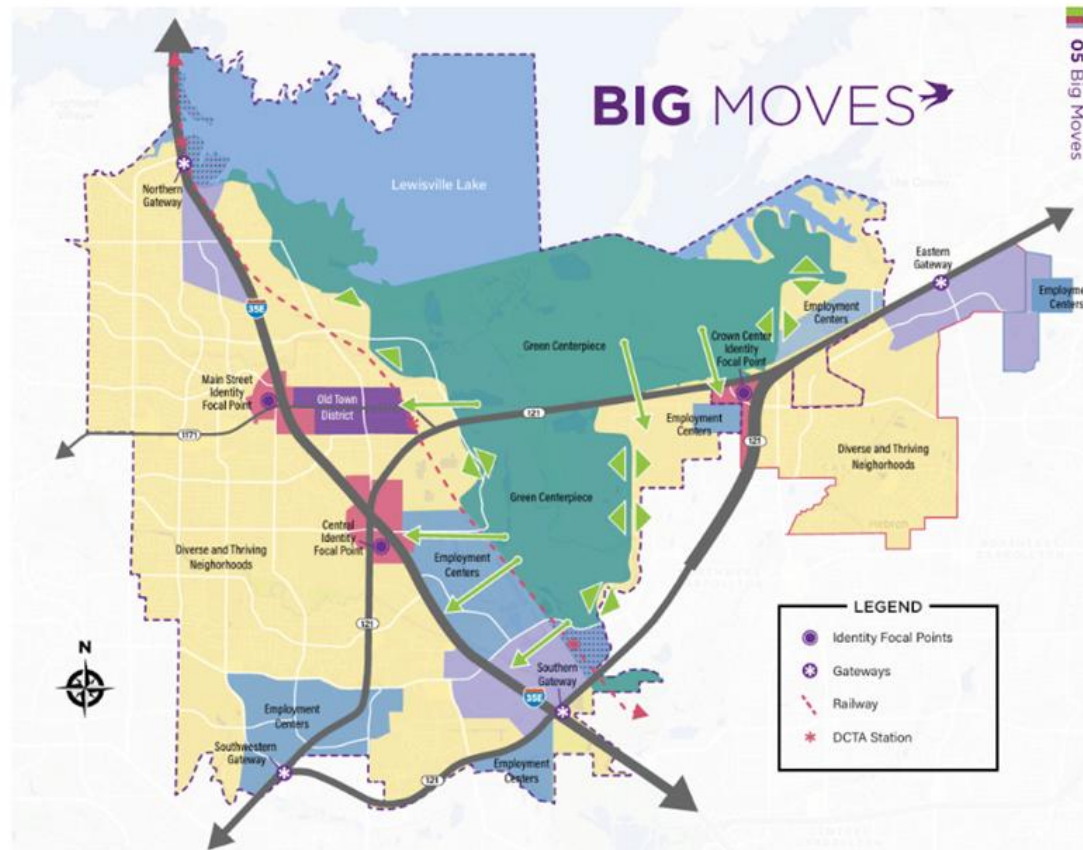 05 Big Moves
BIG MOVES
Lewisville Lake
Northern
Gateway
35E
Eastern
Gateway
Employment
Centers
Employment
Centers
Crown Center
Identity
Focal Point
Green Centerpiece
Main Street
Identity
Focal Point
Old Town
District
121
1171
Employment
Centers
121
Diverse and Thriving
Neighorhoods
Green Centerpiece
Central
Identity
Focal Point
Diverse and Thriving
Neighorhoods
Employment
Centers
Hebron
121
N
Southern
Gateway
35E
Employment
Centers
Southwestern
Gateway
Employment
Centers
121
LEGEND
Identity Focal Points
Gateways
Railway
DCTA Station